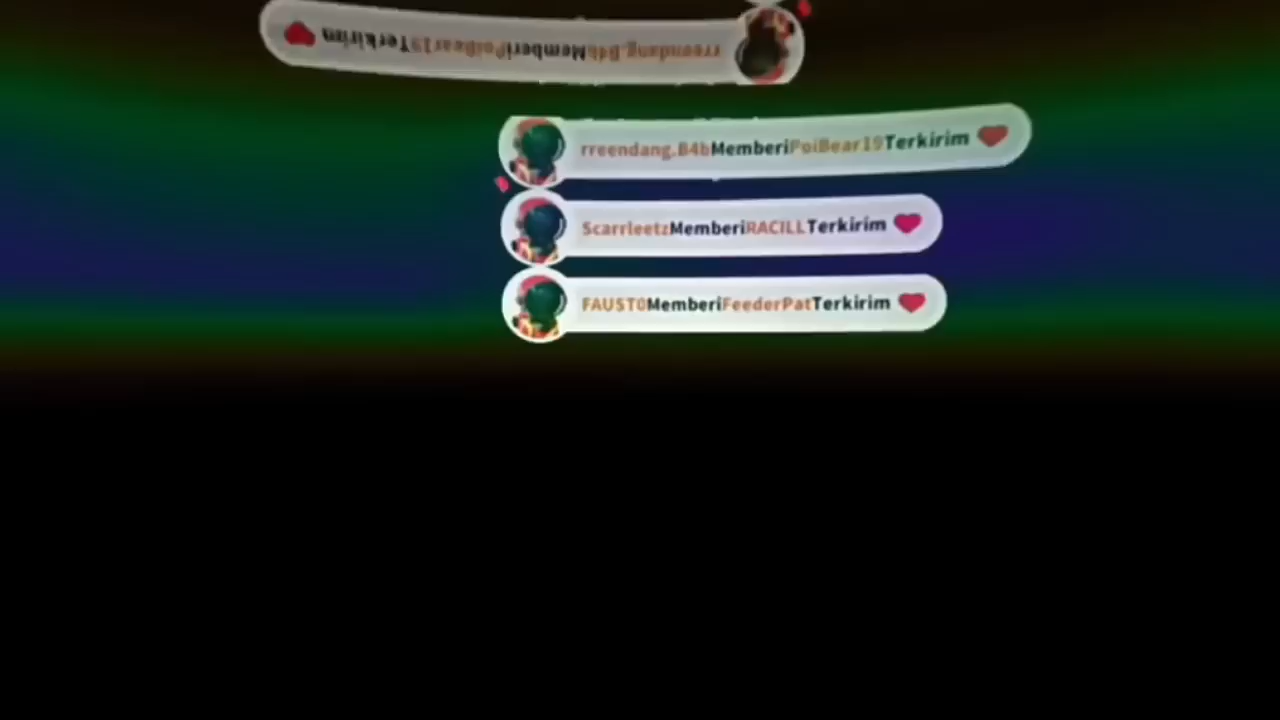 rreendang.B4bMemberiPoiBear19Terkirim
rreendang.B4bMemberiPoiBear19Terkirim
ScarrleetzMemberiRACILLTerkirim
FAUST0MemberiFeederPatTerkirim